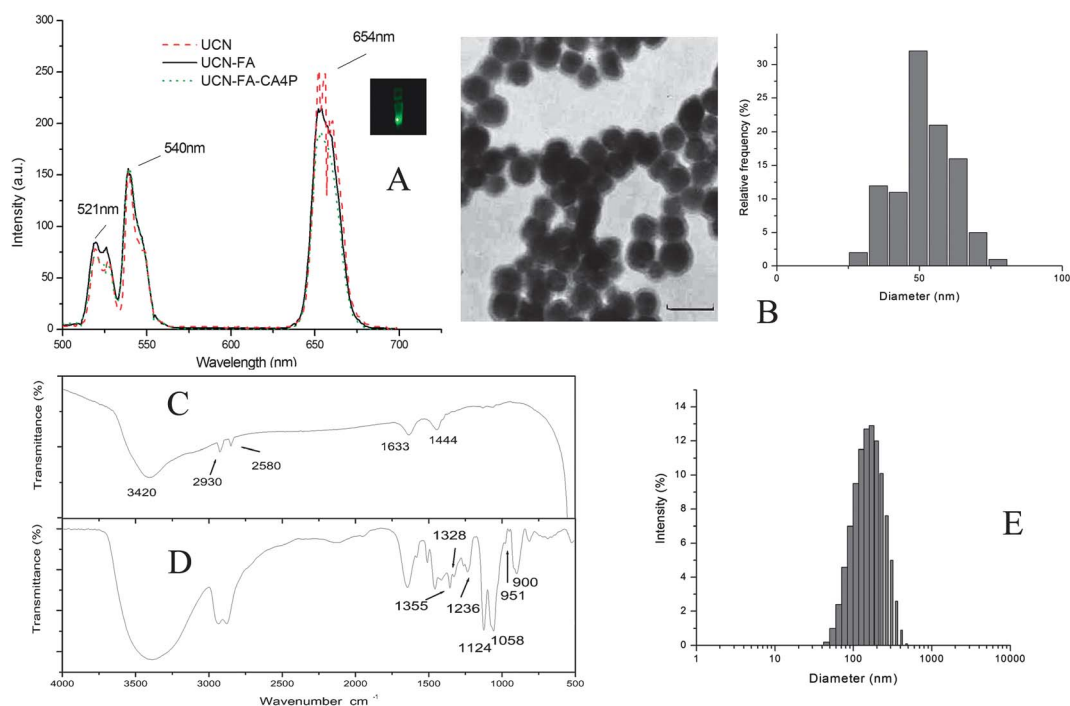 300
250
200
150
100
50
0
Intensity (a.u.)
UCN
UCN-FA
UCN-FA-CA4P
521nm
540nm
654nm
A
500
550
600
650
700
Wavelength (nm)
35
30
25
20
15
10
5
0
Relative frequency (%)
0
50
100
Diameter (nm)
B
Transmittance (%)
C
3420
2930
2580
1633
1444
Transmittance (%)
D
1355
1328
1236
1124
1058
951
900
4000
3500
3000
2500
2000
1500
1000
500
Wavenumber cm -1
14
12
10
8
6
4
2
0
Intensity (%)
E
1
10
100
1000
10000
Diameter (nm)